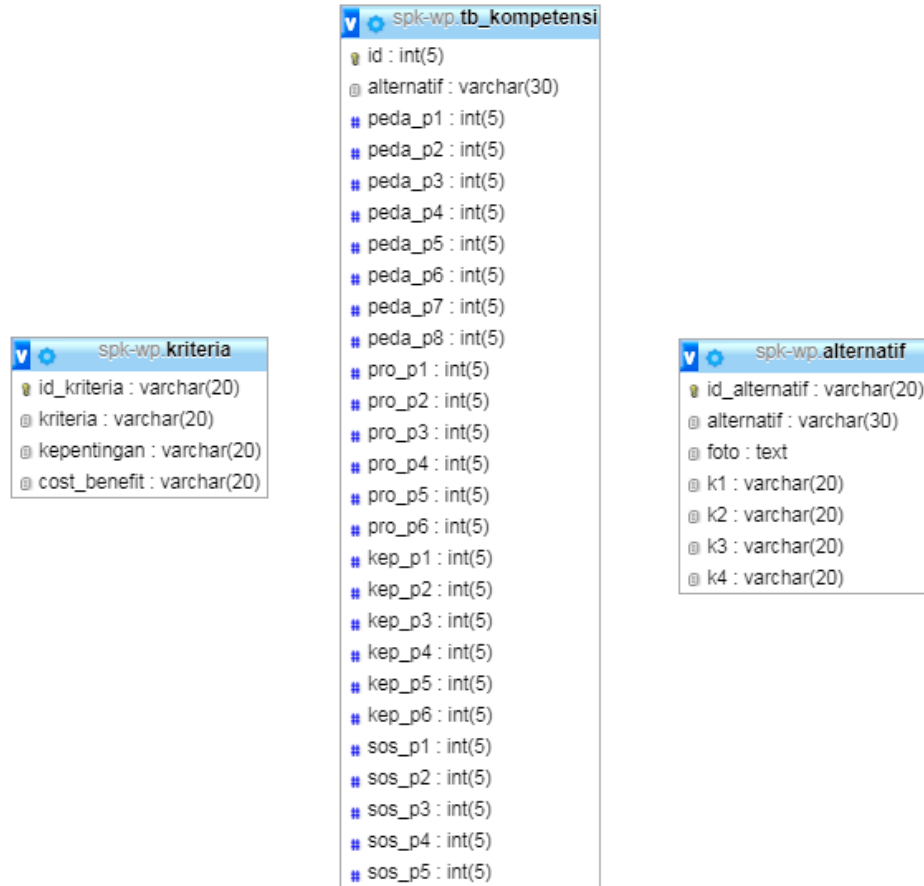 spk-wp.tb_kompetensi
id : int(5)
alternatif : varchar(30)
peda_p1 : int(5)
peda_p2 : int(5)
peda_p3 : int(5)
peda_p4 : int(5)
peda_p5 : int(5)
peda_p6 : int(5)
peda_p7 : int(5)
peda_p8 : int(5)
pro_p1 : int(5)
pro_p2 : int(5)
pro_p3 : int(5)
pro_p4 : int(5)
pro_p5 : int(5)
pro_p6 : int(5)
kep_p1 : int(5)
kep_p2 : int(5)
kep_p3 : int(5)
kep_p4 : int(5)
kep_p5 : int(5)
kep_p6 : int(5)
sos_p1 : int(5)
sos_p2 : int(5)
sos_p3 : int(5)
sos_p4 : int(5)
sos_p5 : int(5)
spk-wp.kriteria
id_kriteria : varchar(20)
kriteria : varchar(20)
kepentingan : varchar(20)
cost_benefit : varchar(20)
spk-wp.alternatif
id_alternatif : varchar(20)
alternatif : varchar(30)
foto : text
k1 : varchar(20)
k2 : varchar(20)
k3 : varchar(20)
k4 : varchar(20)